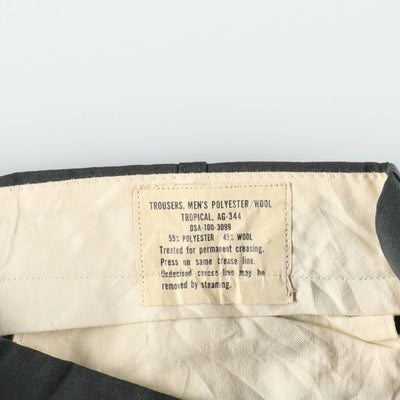 TROUSERS, MEN'S POLYESTER/WOOL
TROPICAL, AG-344
DSA-100-3099
55% POLYESTER 45% WOOL
Treated for permanent creasing.
Press on same crease line.
Undesired crease line may be
removed by steaming.